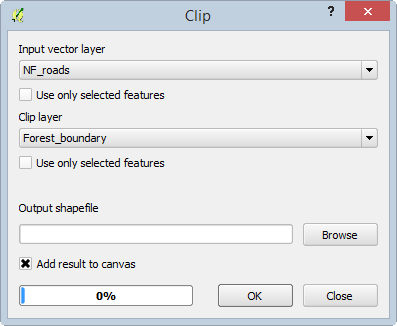 Clip
?
Input vector layer
NF_roads
Use only selected features
Clip layer
Forest_boundary
Use only selected features
Output shapefile
Browse
Add result to canvas
0%
OK
Close